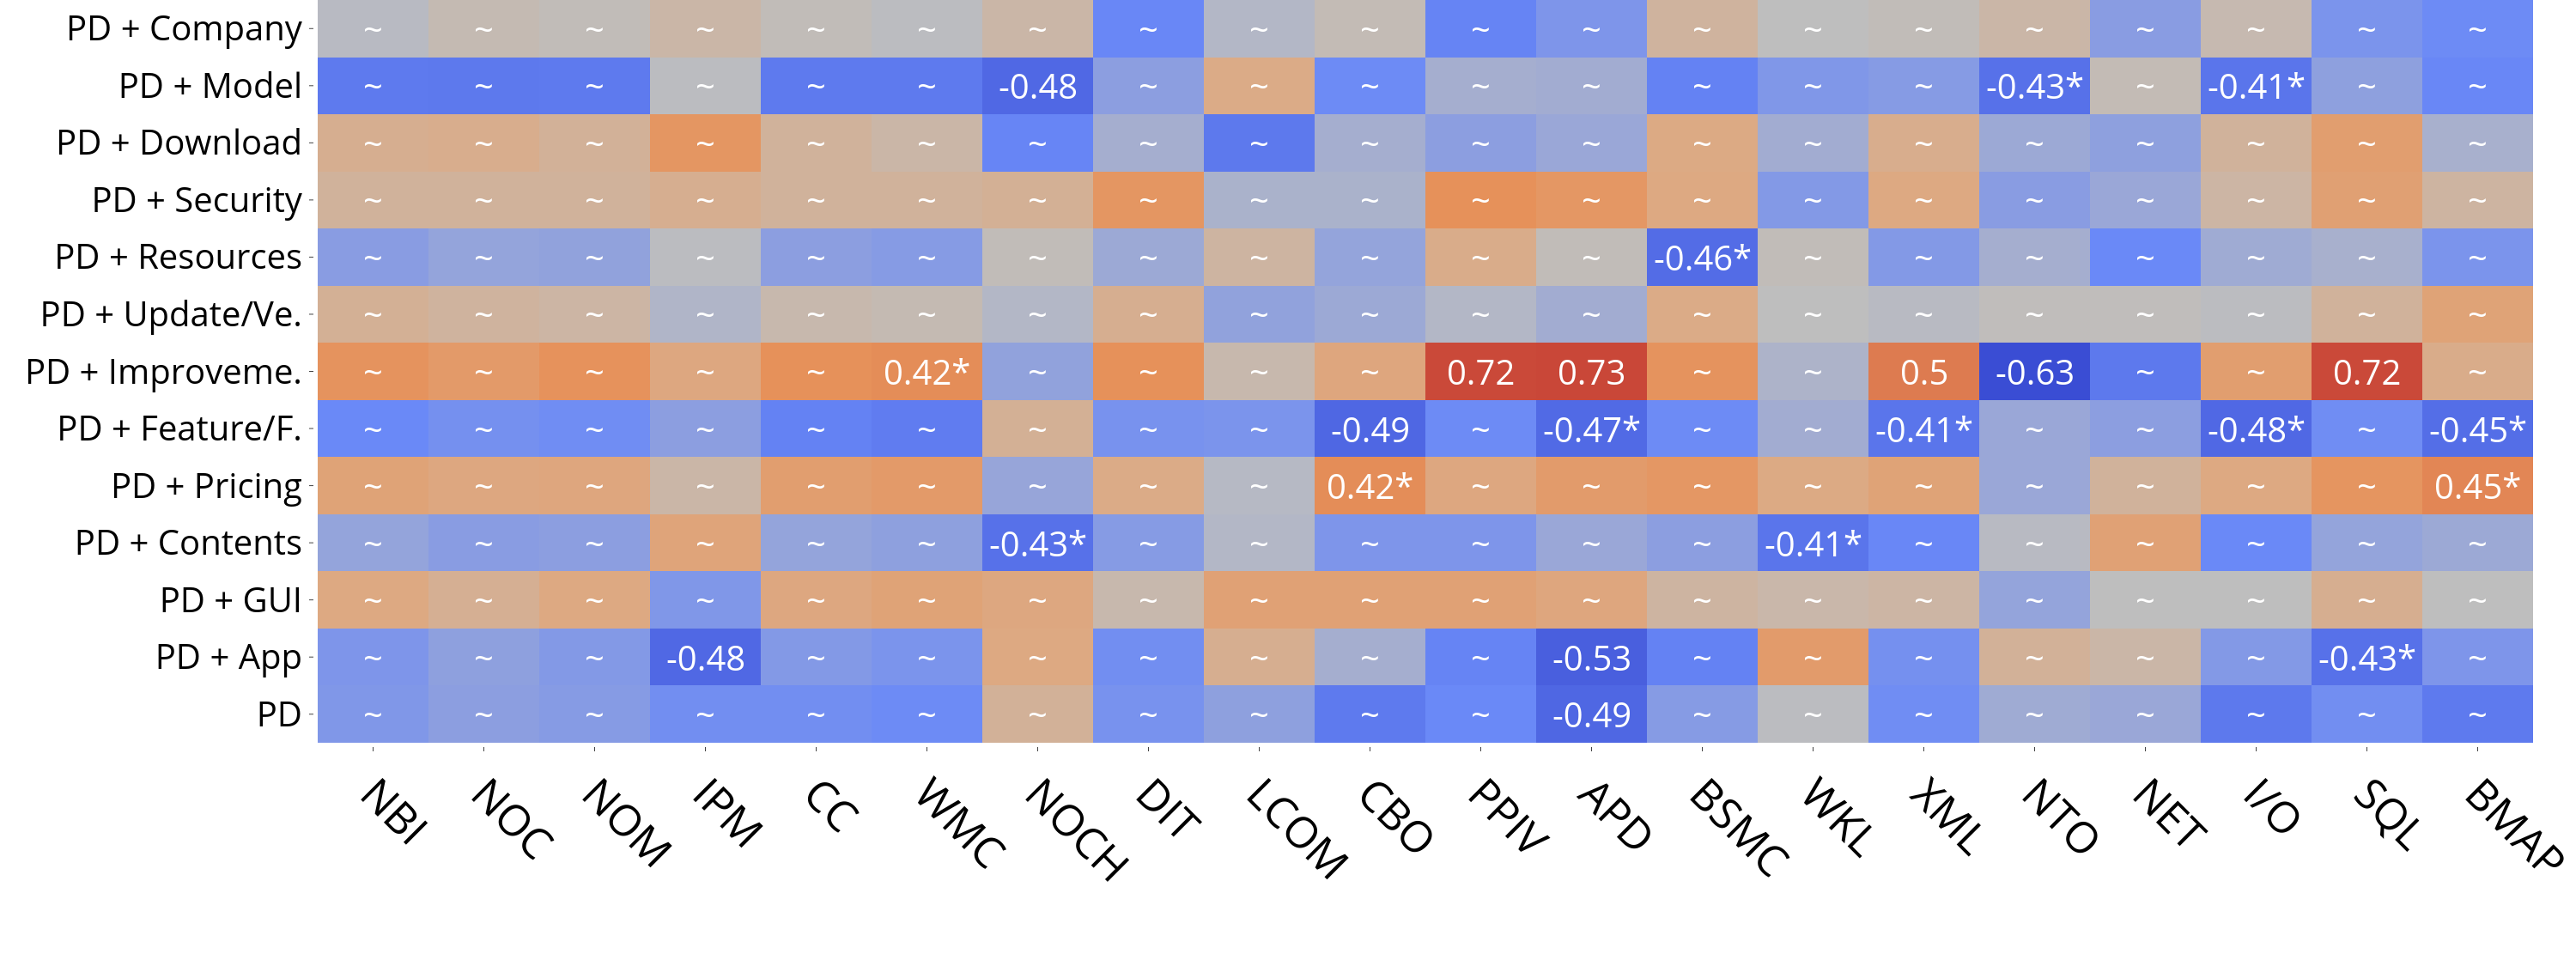 PD + Company ~ ~ ~ ~ ~ ~ ~ ~ ~ ~ ~ ~ ~ ~ ~ ~ ~ ~ ~ ~
PD + Model ~ ~ ~ ~ ~ ~ -0.48 ~ ~ ~ ~ ~ ~ ~ ~ -0.43* ~ -0.41* ~ ~
PD + Download ~ ~ ~ ~ ~ ~ ~ ~ ~ ~ ~ ~ ~ ~ ~ ~ ~ ~ ~ ~
PD + Security ~ ~ ~ ~ ~ ~ ~ ~ ~ ~ ~ ~ ~ ~ ~ ~ ~ ~ ~ ~
PD + Resources ~ ~ ~ ~ ~ ~ ~ ~ ~ ~ ~ ~ -0.46* ~ ~ ~ ~ ~ ~ ~
PD + Update/Ve. ~ ~ ~ ~ ~ ~ ~ ~ ~ ~ ~ ~ ~ ~ ~ ~ ~ ~ ~ ~
PD + Improveme. ~ ~ ~ ~ ~ 0.42* ~ ~ ~ ~ 0.72 0.73 ~ ~ 0.5 -0.63 ~ ~ 0.72 ~
PD + Feature/F. ~ ~ ~ ~ ~ ~ ~ ~ ~ -0.49 ~ -0.47* ~ ~ -0.41* ~ ~ -0.48* ~ -0.45*
PD + Pricing ~ ~ ~ ~ ~ ~ ~ ~ ~ 0.42* ~ ~ ~ ~ ~ ~ ~ ~ ~ 0.45*
PD + Contents ~ ~ ~ ~ ~ ~ -0.43* ~ ~ ~ ~ ~ ~ -0.41* ~ ~ ~ ~ ~ ~
PD + GUI ~ ~ ~ ~ ~ ~ ~ ~ ~ ~ ~ ~ ~ ~ ~ ~ ~ ~ ~ ~
PD + App ~ ~ ~ -0.48 ~ ~ ~ ~ ~ ~ ~ -0.53 ~ ~ ~ ~ ~ ~ -0.43* ~
PD ~ ~ ~ ~ ~ ~ ~ ~ ~ ~ ~ -0.49 ~ ~ ~ ~ ~ ~ ~ ~
NBI NOC NOM IPM CC WMC NOCH DIT LCOM CBO PPIV APD BSMC WKL XML NTO NET I/O SQL BMAP